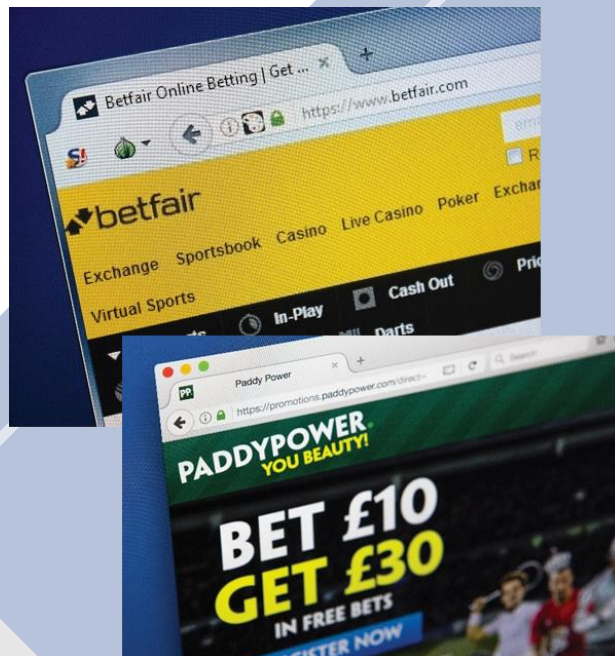 Betfair Online Betting | Get ...
https://www.betfair.com
betfair
Exchange Sportsbook Casino Live Casino Poker
Virtual Sports
In-Play Cash Out
Darts
PP
Paddy Power
https://promotions.paddypower.com/direct-
Search
PADDYPOWER.
YOU BEAUTY!
BET £10
GET £30
IN FREE BETS
REGISTER NOW